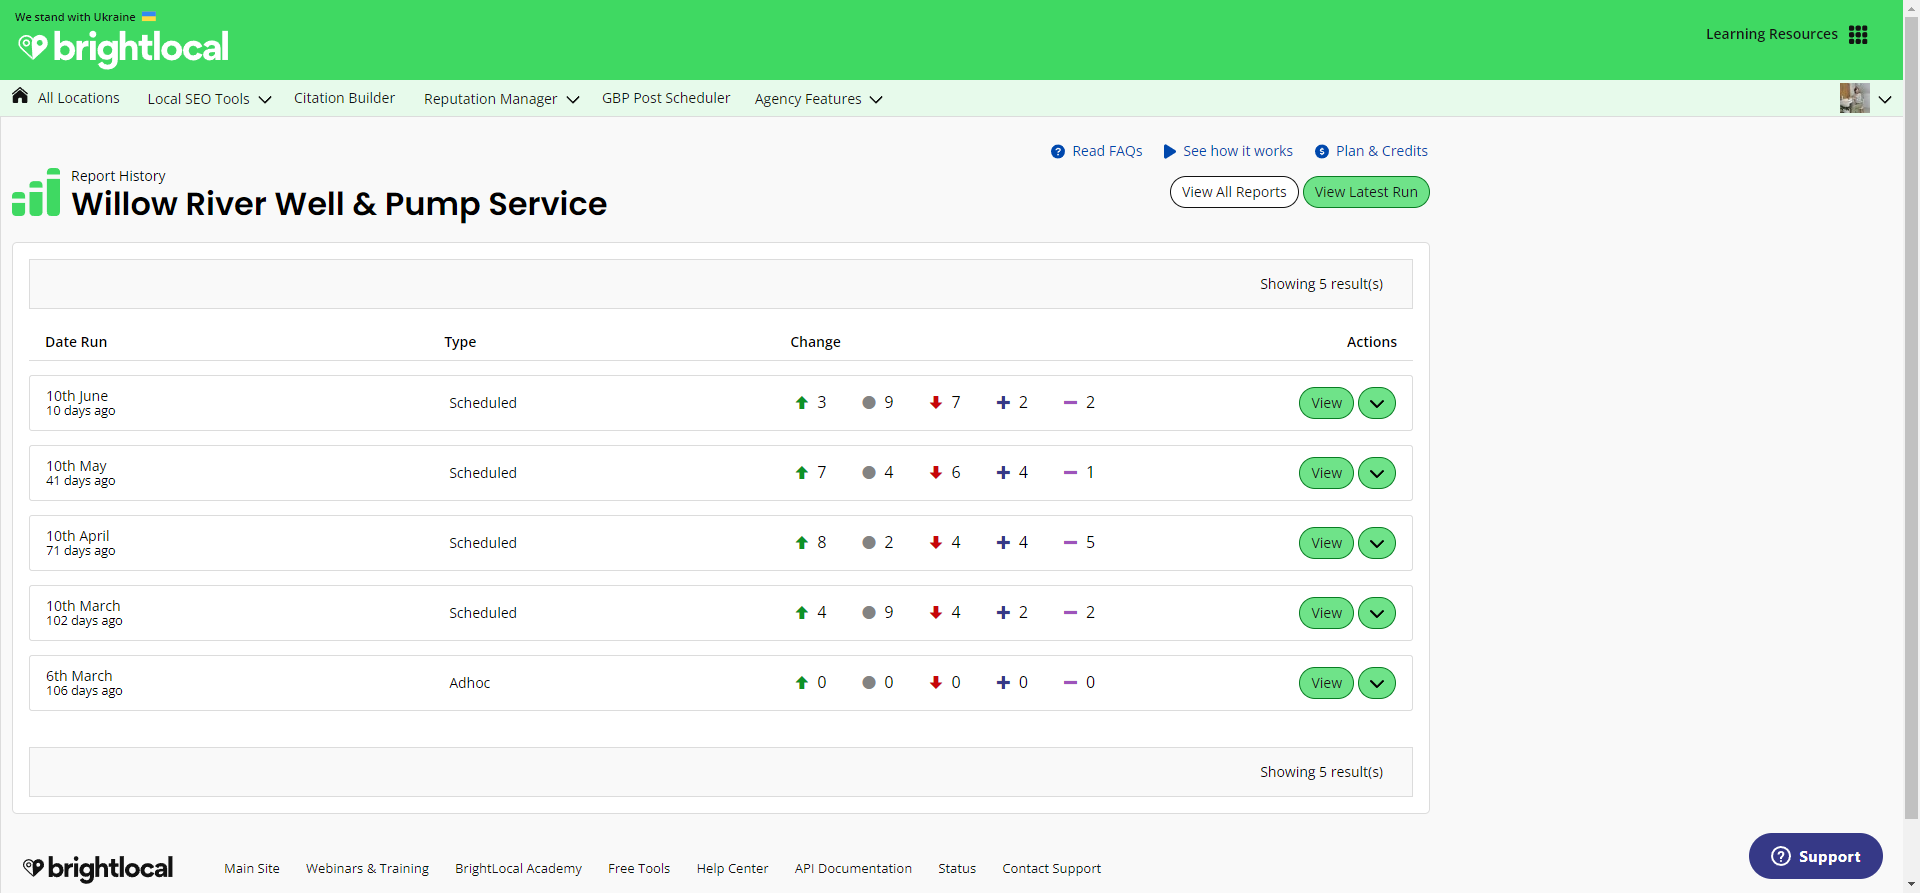 We stand with Ukraine
brightlocal
Learning Resources
All Locations Local SEO Tools Citation Builder Reputation Manager GBP Post Scheduler Agency Features
Read FAQs See how it works Plan & Credits
Report History
Willow River Well & Pump Service
View All Reports View Latest Run
Showing 5 result(s)
Date Run Type Change Actions
10th June
10 days ago
Scheduled 3 9 7 2 2 View
10th May
41 days ago
Scheduled 7 4 6 4 1 View
10th April
71 days ago
Scheduled 8 2 4 4 5 View
10th March
102 days ago
Scheduled 4 9 4 2 2 View
6th March
106 days ago
Adhoc 0 0 0 0 0 View
Showing 5 result(s)
brightlocal Main Site Webinars & Training BrightLocal Academy Free Tools Help Center API Documentation Status Contact Support
Support